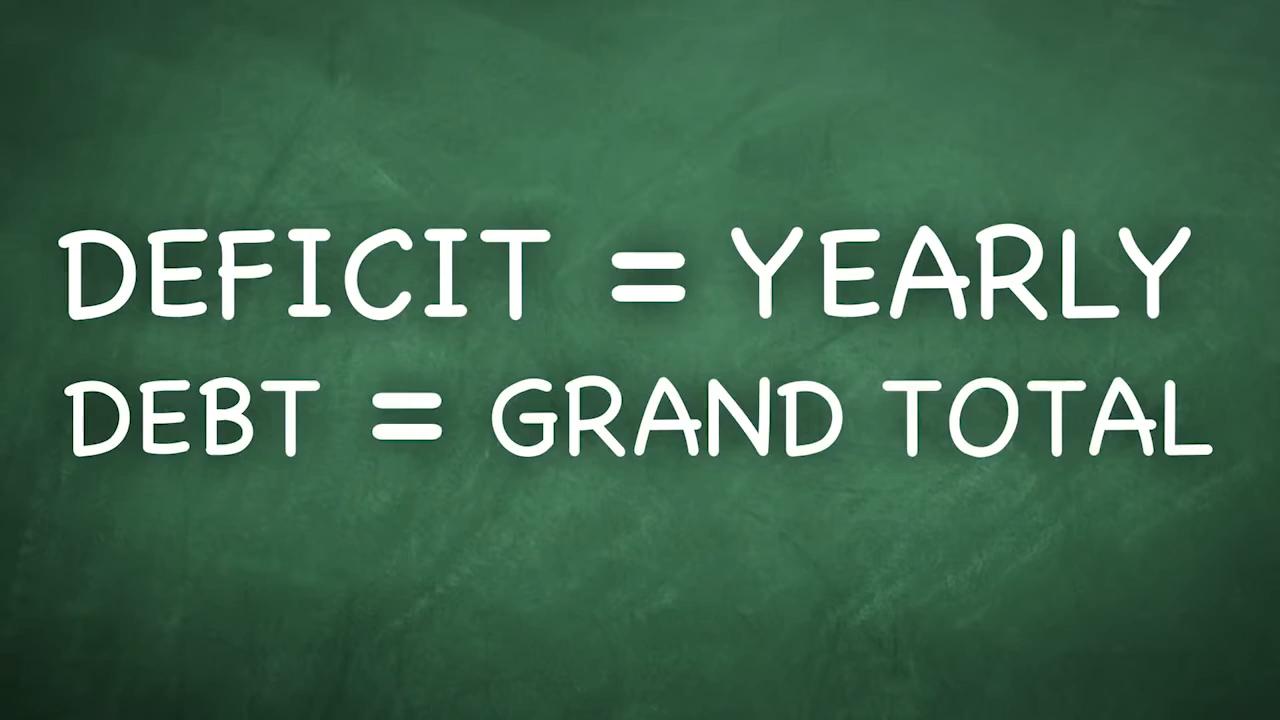 DEFICIT = YEARLY
DEBT = GRAND TOTAL